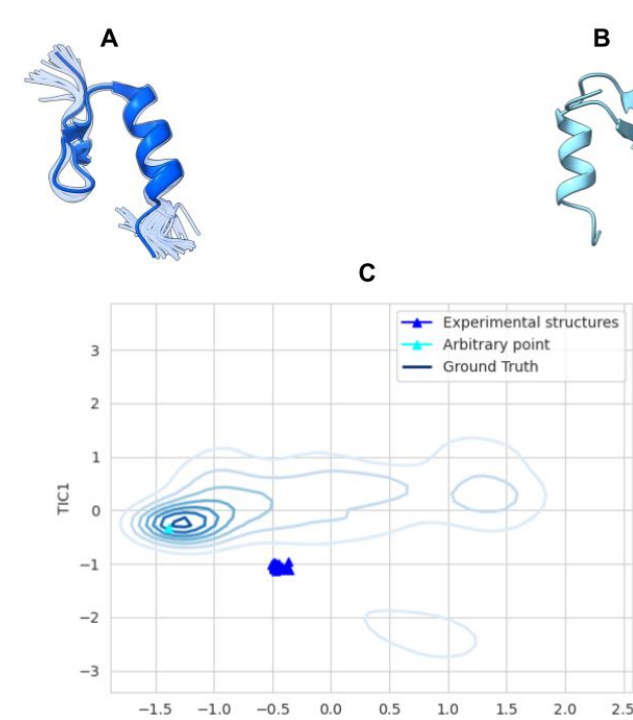 A
B
C
Experimental structures
Arbitrary point
Ground Truth
3
2
1
0
−1
−2
−3
TIC1
−1.5 −1.0 −0.5 0.0 0.5 1.0 1.5 2.0 2.5